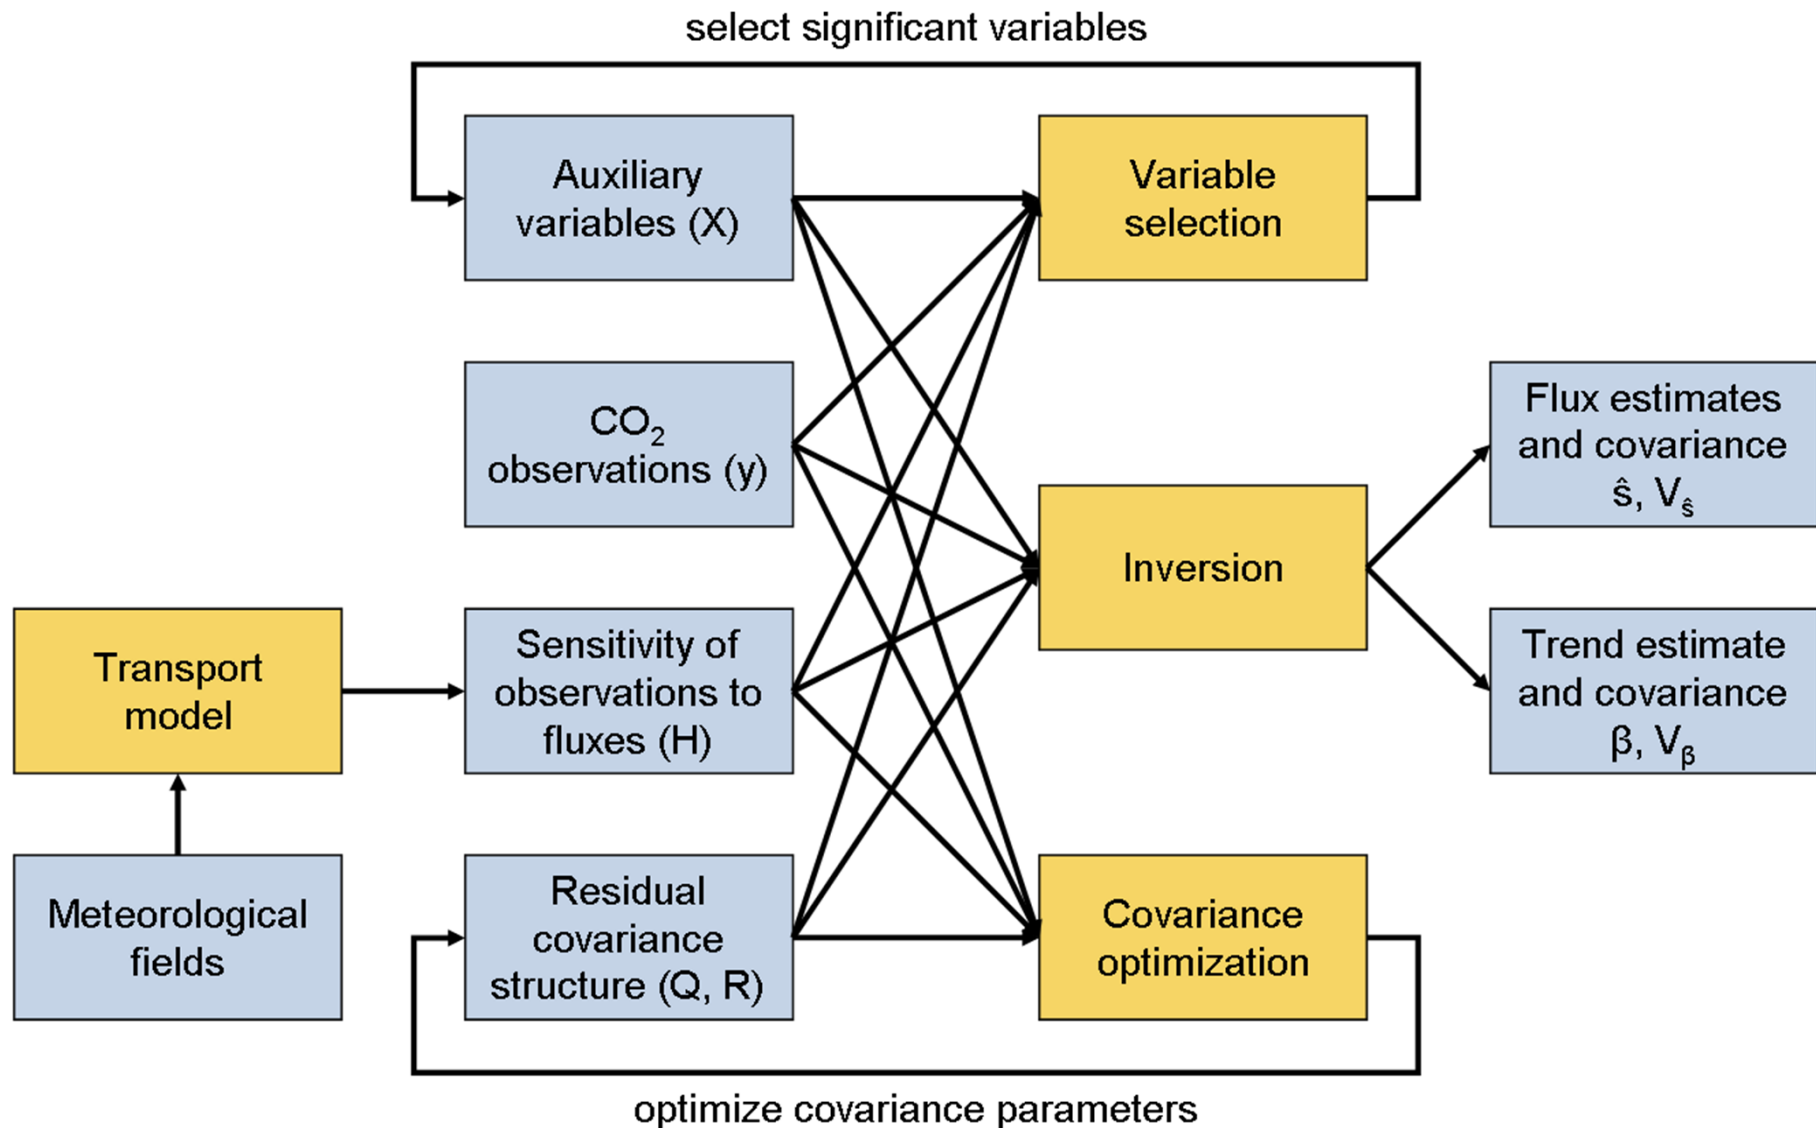 select significant variables
Auxiliary
variables (X)
Variable
selection
CO₂
observations (y)
Flux estimates
and covariance
ŝ, Vŝ
Inversion
Transport
model
Sensitivity of
observations to
fluxes (H)
Trend estimate
and covariance
β, Vᵦ
Meteorological
fields
Residual
covariance
structure (Q, R)
Covariance
optimization
optimize covariance parameters